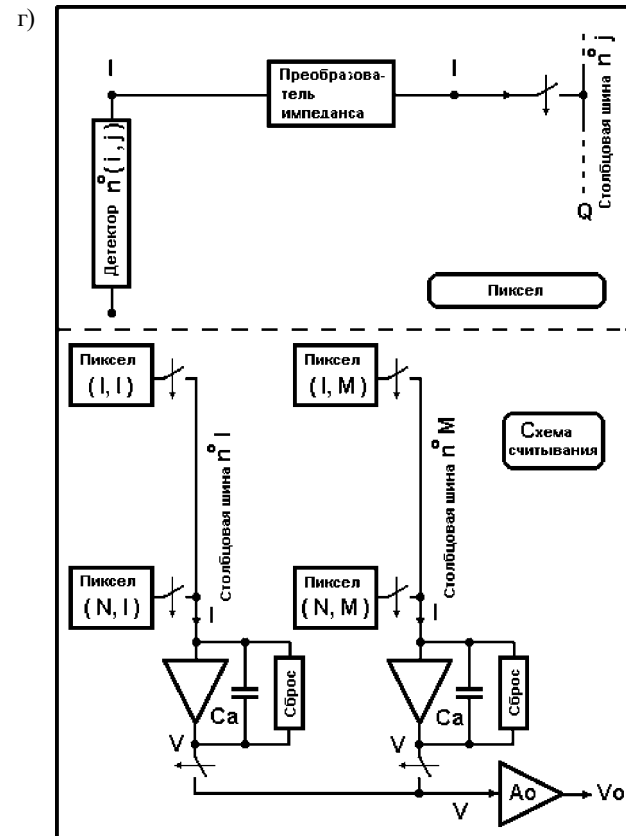 г)
I
Преобразова-
тель
импеданса
I
Столбцовая шина n° j
Детектор n° ( i , j )
Q
Пиксел
Пиксел
( I, I )
Пиксел
( I, M )
Столбцовая шина n° I
Столбцовая шина n° M
Схема
считывания
Пиксел
( N, I )
Пиксел
( N, M )
I
I
Ca
Сброс
Ca
Сброс
V
V
V
Ao
Vo